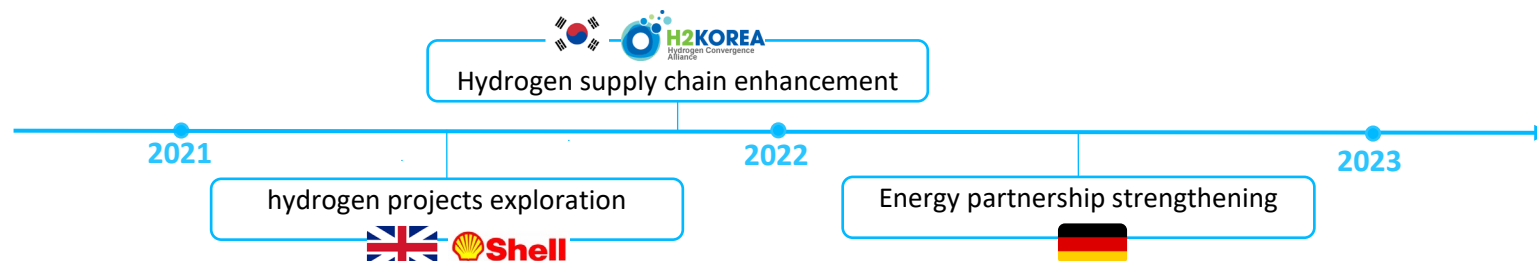 H2KOREA
Hydrogen Convergence
Alliance
Hydrogen supply chain enhancement
2021
2022
2023
hydrogen projects exploration
Shell
Energy partnership strengthening